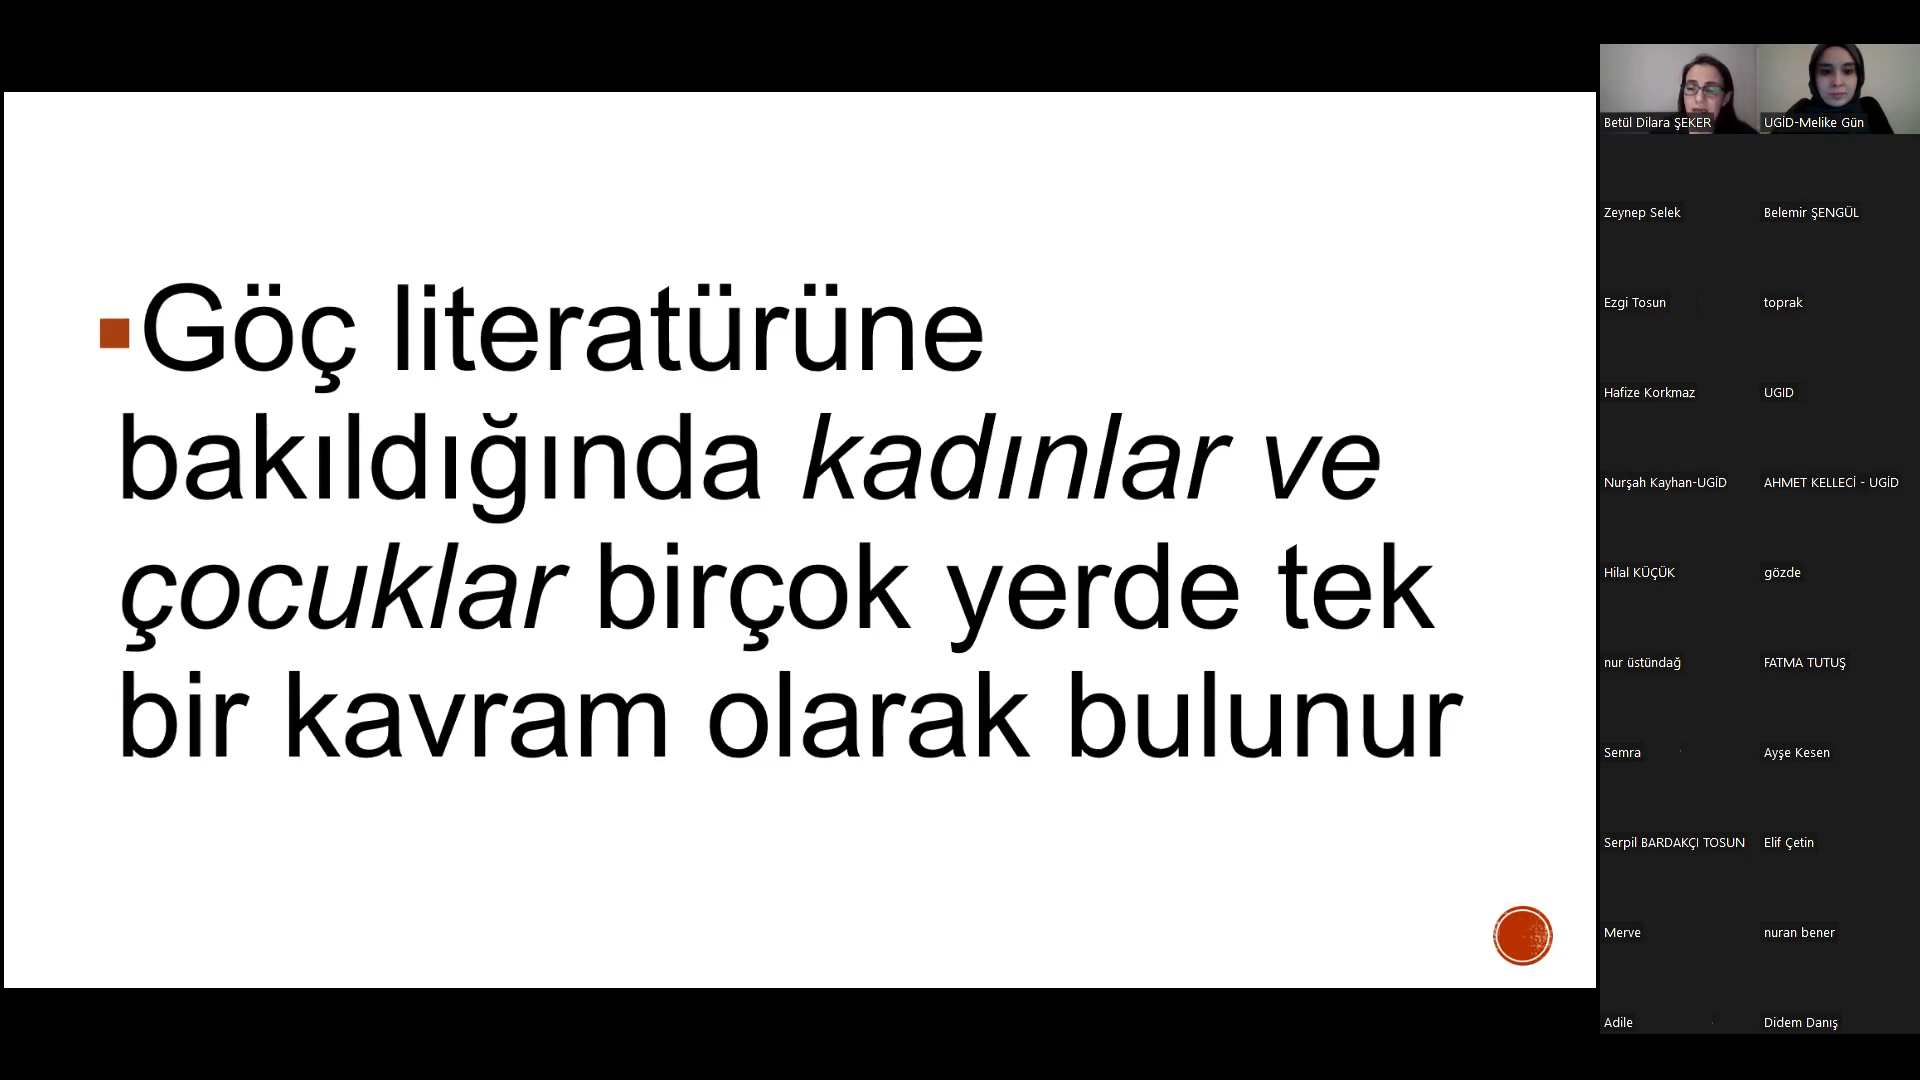 Göç literatürüne
bakıldığında kadınlar ve
çocuklar birçok yerde tek
bir kavram olarak bulunur
Betül Dilara ŞEKER
UGİD-Melike Gün
Zeynep Selek
Belemir ŞENGÜL
Ezgi Tosun
toprak
Hafize Korkmaz
UGID
Nurşah Kayhan-UGİD
AHMET KELLECİ - UGİD
Hilal KÜÇÜK
gözde
nur üstündağ
FATMA TUTUŞ
Semra
Ayşe Kesen
Serpil BARDAKÇI TOSUN
Elif Çetin
Merve
nuran bener
Adile
Didem Danış